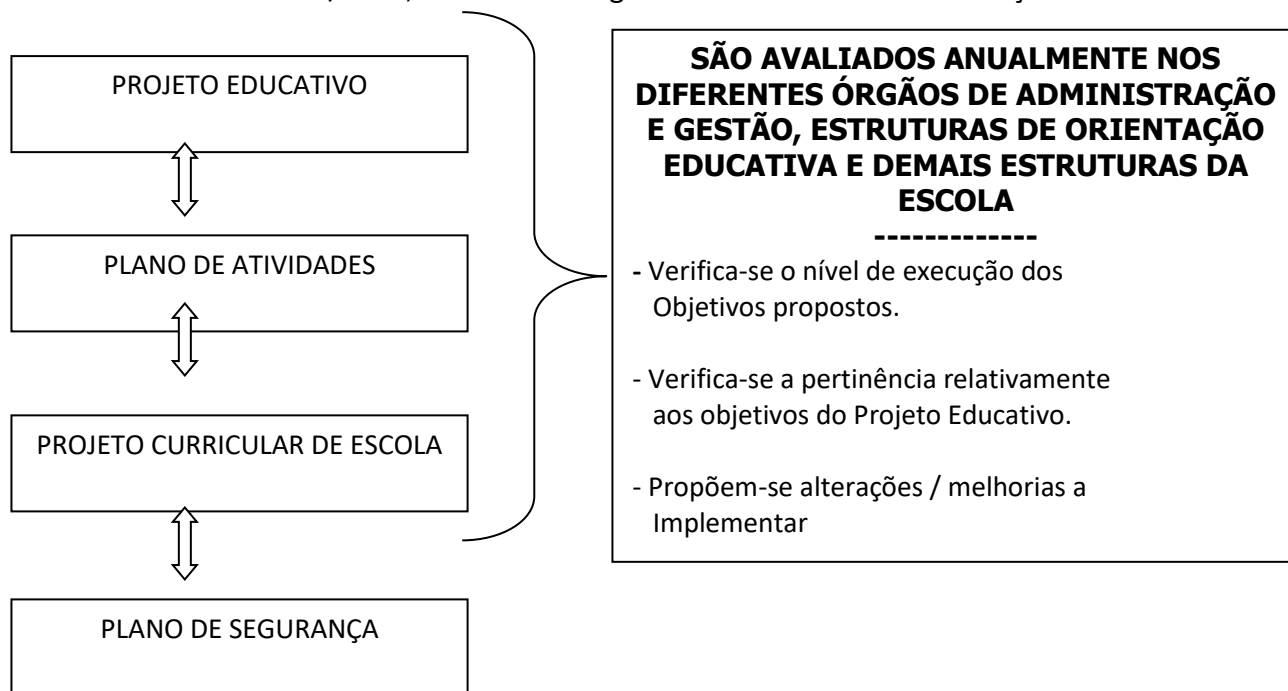 PROJETO EDUCATIVO
PLANO DE ATIVIDADES
PROJETO CURRICULAR DE ESCOLA
PLANO DE SEGURANÇA
SÃO AVALIADOS ANUALMENTE NOS
DIFERENTES ÓRGÃOS DE ADMINISTRAÇÃO
E GESTÃO, ESTRUTURAS DE ORIENTAÇÃO
EDUCATIVA E DEMAIS ESTRUTURAS DA
ESCOLA
-------------
- Verifica-se o nível de execução dos
Objetivos propostos.
- Verifica-se a pertinência relativamente
aos objetivos do Projeto Educativo.
- Propõem-se alterações / melhorias a
Implementar